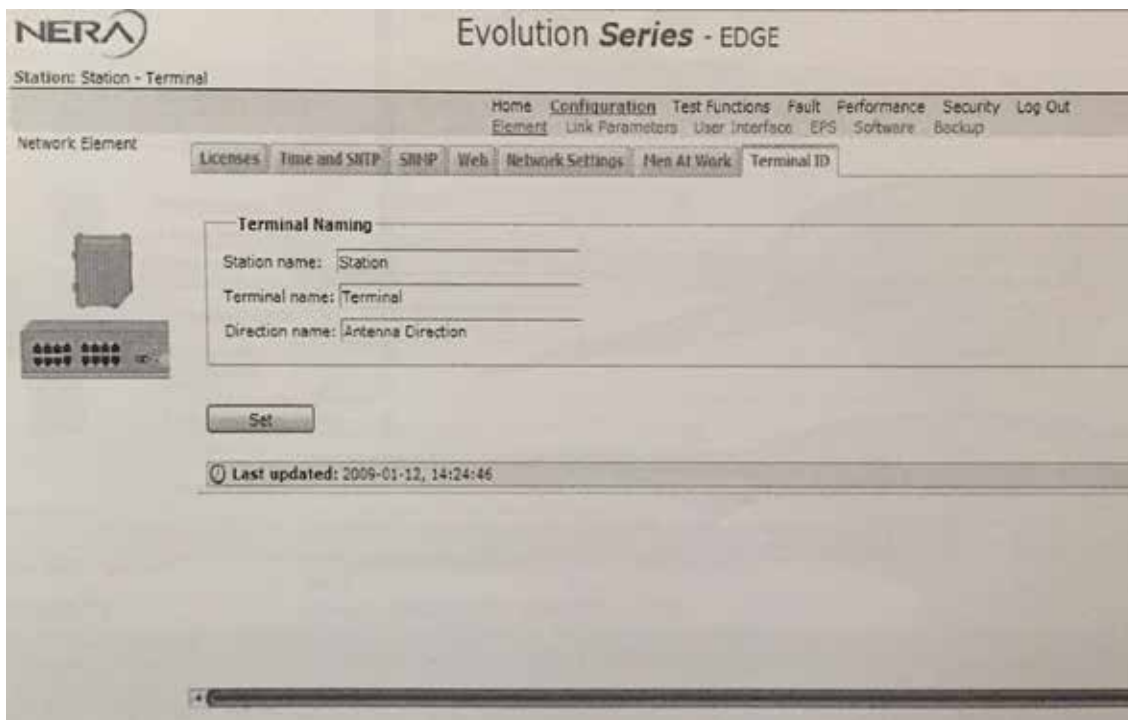 NERA
Evolution Series - EDGE
Station: Station - Terminal
Home Configuration Test Functions Fault Performance Security Log Out
Element Link Parameters User Interface EPS Software Backup
Network Element
Licenses Time and SNTP SNMP Web Network Settings Men At Work Terminal ID
Terminal Naming
Station name: Station
Terminal name: Terminal
Direction name: Antenna Direction
Set
Last updated: 2009-01-12, 14:24:46